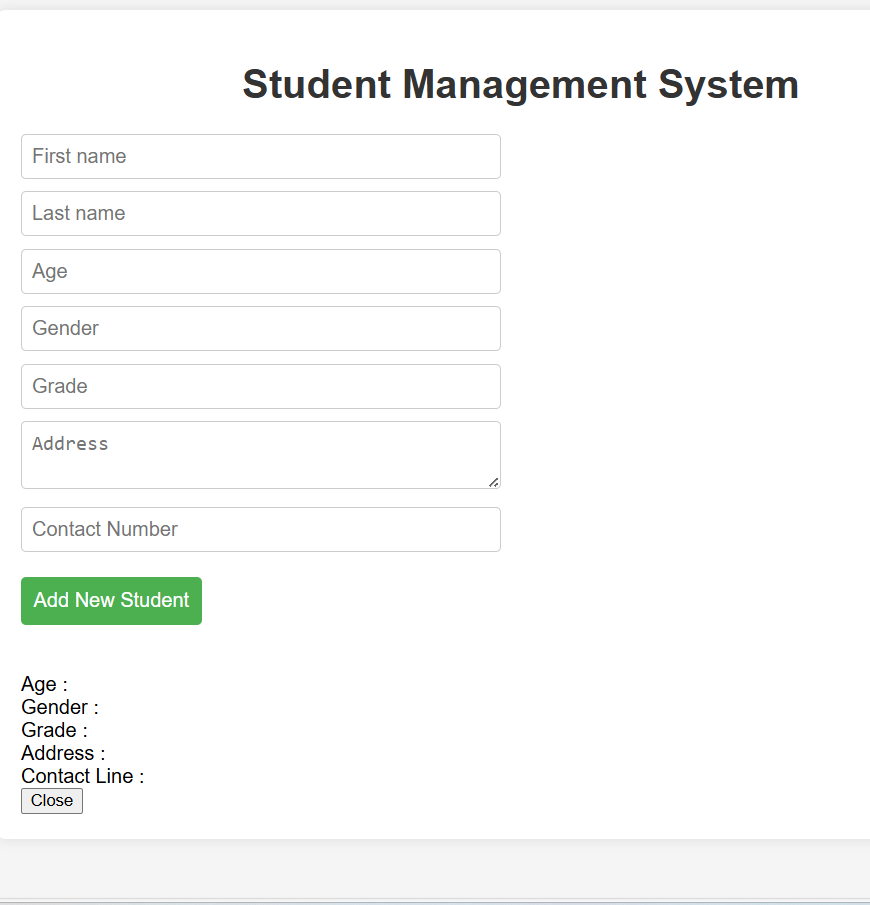 Student Management System
First name
Last name
Age
Gender
Grade
Address
Contact Number
Add New Student
Age :
Gender :
Grade :
Address :
Contact Line :
Close